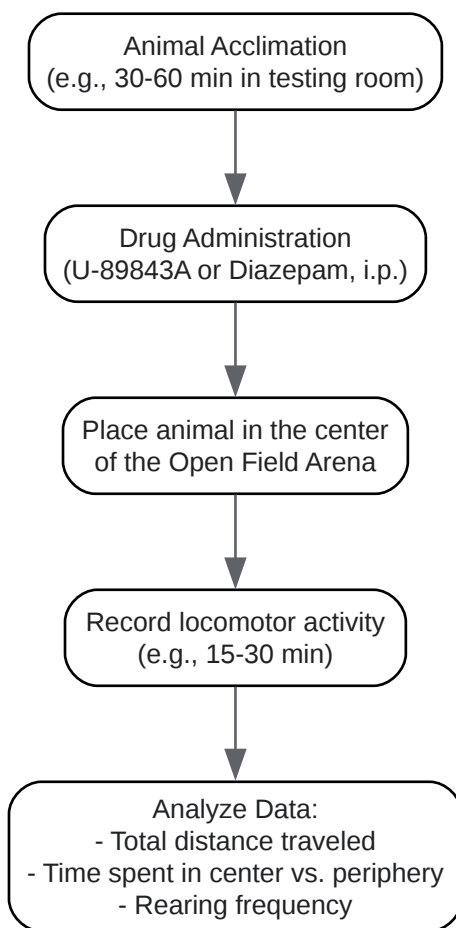 Animal Acclimation
(e.g., 30-60 min in testing room)
Drug Administration
(U-89843A or Diazepam, i.p.)
Place animal in the center
of the Open Field Arena
Record locomotor activity
(e.g., 15-30 min)
Analyze Data:
- Total distance traveled
- Time spent in center vs. periphery
- Rearing frequency